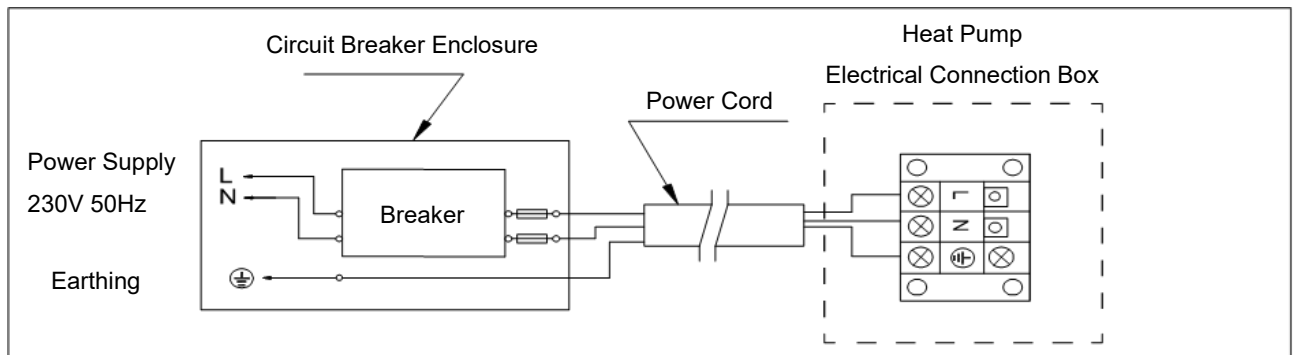 Circuit Breaker Enclosure
Heat Pump
Electrical Connection Box
Power Cord
Power Supply
230V 50Hz
L
N
Breaker
Earthing
L
N